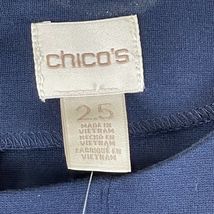 chico's
2.5
MADE IN
VIETNAM
HECHO EN
VIETNAM
FABRIQUÉ EN
VIETNAM